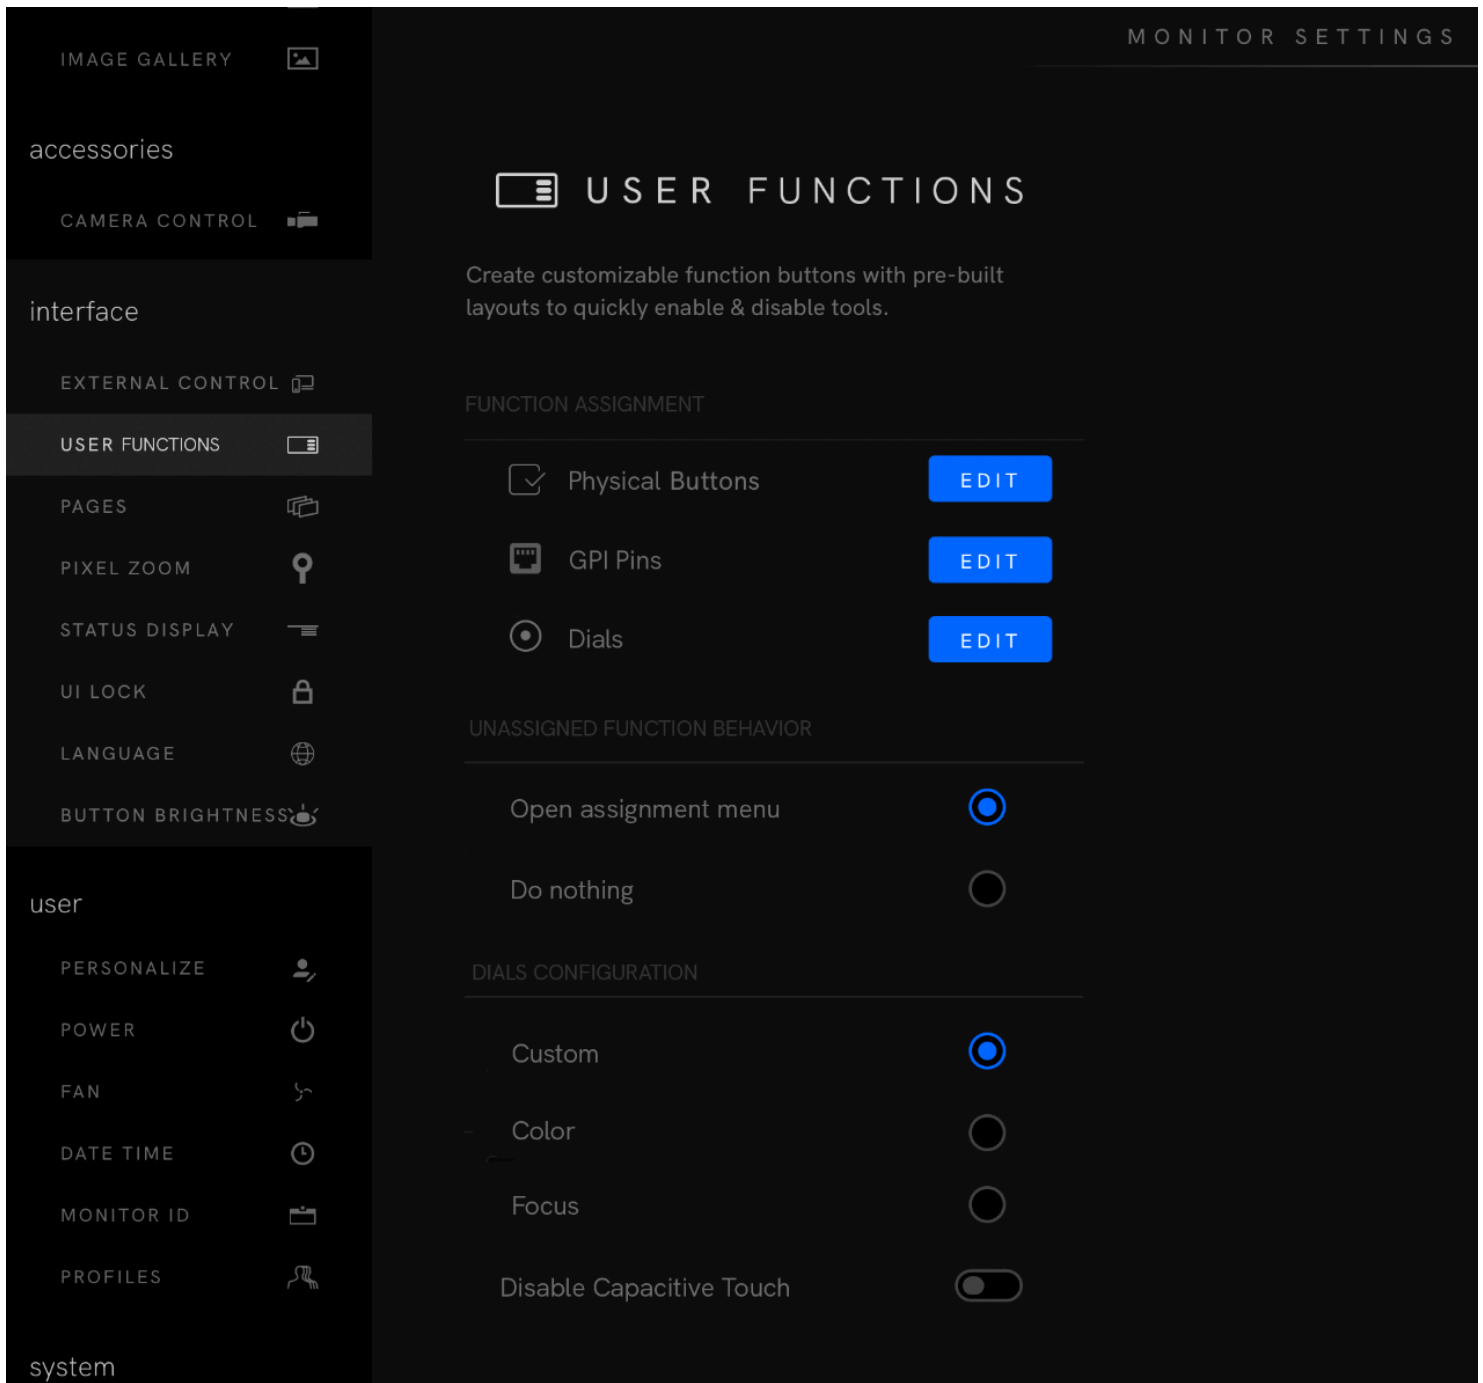 IMAGE GALLERY
accessories
CAMERA CONTROL
interface
EXTERNAL CONTROL
USER FUNCTIONS
PAGES
PIXEL ZOOM
STATUS DISPLAY
UI LOCK
LANGUAGE
BUTTON BRIGHTNESS
user
PERSONALIZE
POWER
FAN
DATE TIME
MONITOR ID
PROFILES
system
MONITOR SETTINGS
USER FUNCTIONS
Create customizable function buttons with pre-built
layouts to quickly enable & disable tools.
FUNCTION ASSIGNMENT
Physical Buttons EDIT
GPI Pins EDIT
Dials EDIT
UNASSIGNED FUNCTION BEHAVIOR
Open assignment menu
Do nothing
DIALS CONFIGURATION
Custom
Color
Focus
Disable Capacitive Touch